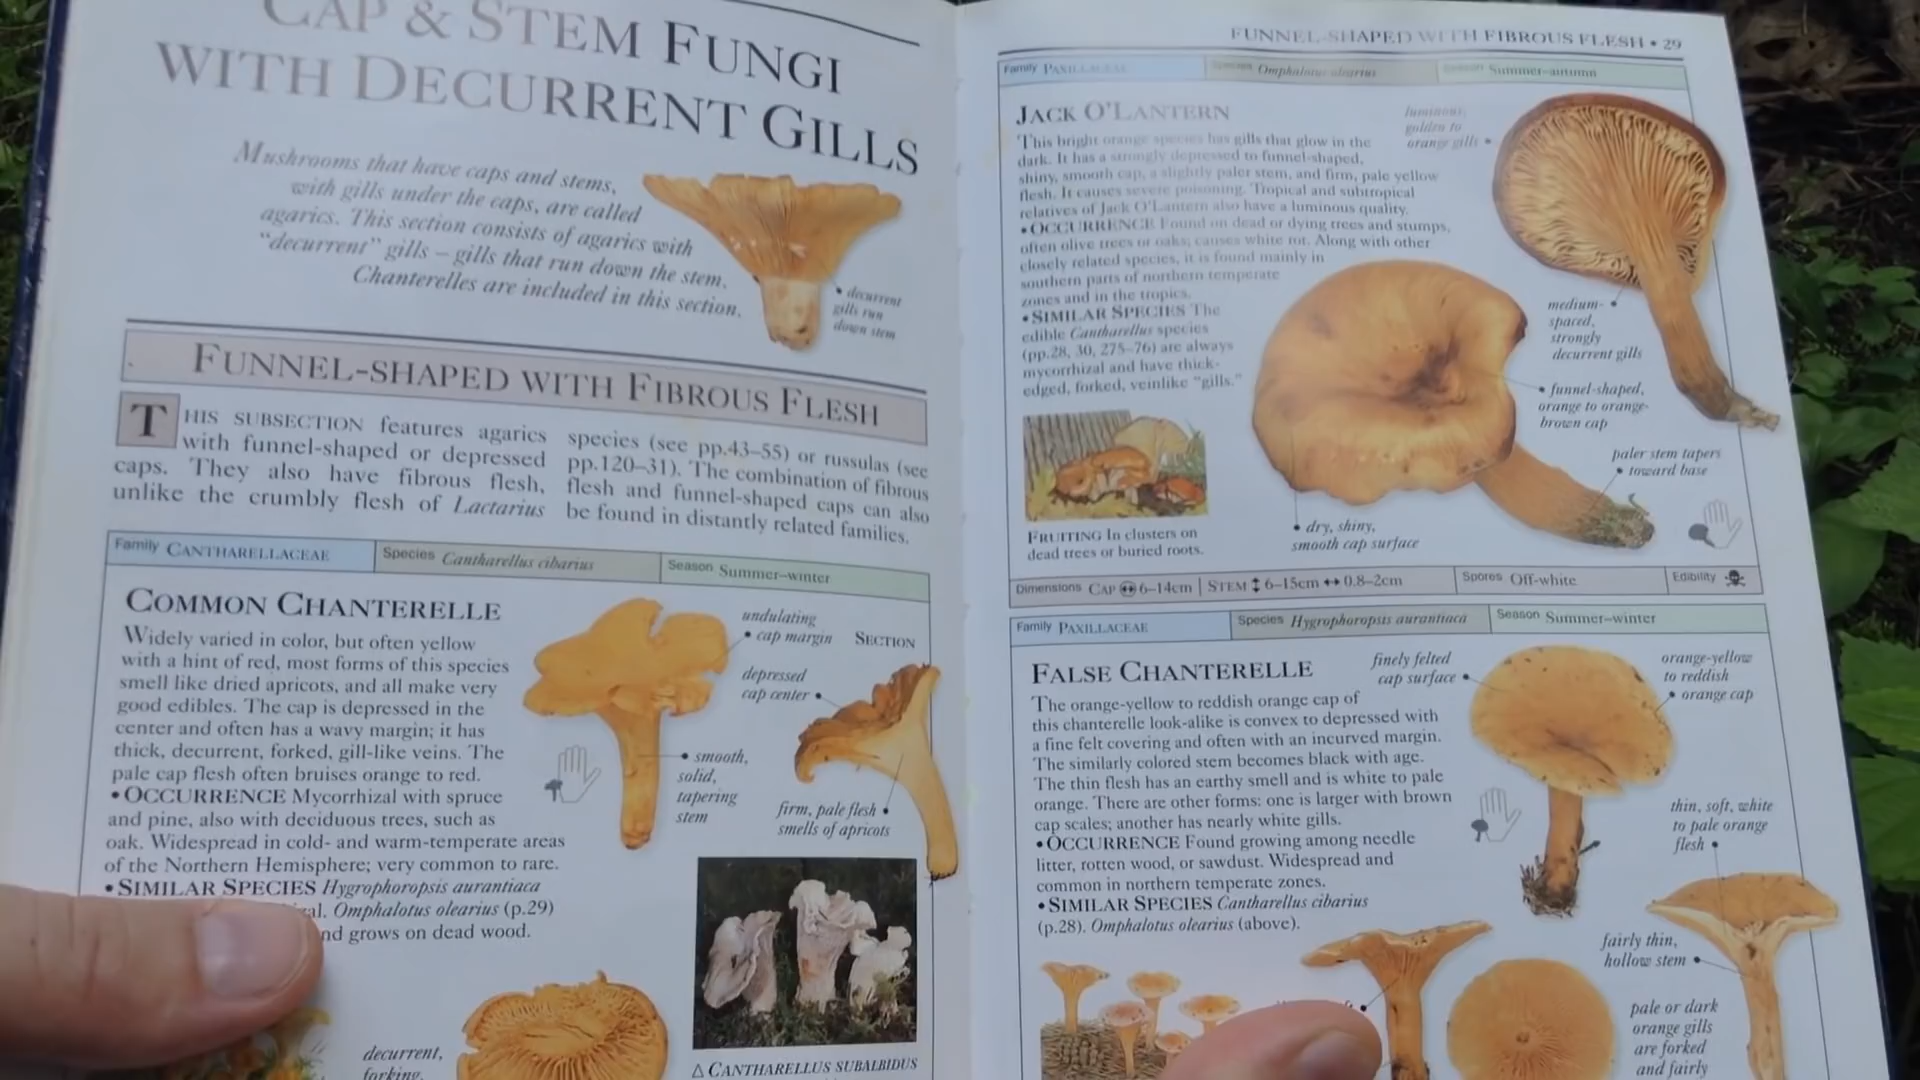 CAP & STEM FUNGI
WITH DECURRENT GILLS
Mushrooms that have caps and stems,
with gills under the caps, are called
agarics. This section consists of agarics with
“decurrent” gills – gills that run down the stem.
Chanterelles are included in this section.
• decurrent
gills run
down stem
FUNNEL-SHAPED WITH FIBROUS FLESH
THIS SUBSECTION features agarics
with funnel-shaped or depressed
caps. They also have fibrous flesh,
unlike the crumbly flesh of Lactarius
species (see pp.43–55) or russulas (see
pp.120–31). The combination of fibrous
flesh and funnel-shaped caps can also
be found in distantly related families.
Family CANTHARELLACEAE
Species Cantharellus cibarius
Season Summer–winter
COMMON CHANTERELLE
Widely varied in color, but often yellow
with a hint of red, most forms of this species
smell like dried apricots, and all make very
good edibles. The cap is depressed in the
center and often has a wavy margin; it has
thick, decurrent, forked, gill-like veins. The
pale cap flesh often bruises orange to red.
• OCCURRENCE Mycorrhizal with spruce
and pine, also with deciduous trees, such as
oak. Widespread in cold- and warm-temperate areas
of the Northern Hemisphere; very common to rare.
• SIMILAR SPECIES Hygrophoropsis aurantiaca
al. Omphalotus olearius (p.29)
nd grows on dead wood.
undulating
• cap margin
SECTION
depressed
cap center •
• smooth,
solid,
tapering
stem
firm, pale flesh •
smells of apricots
decurrent,
forking,
△ CANTHARELLUS SUBALBIDUS
FUNNEL-SHAPED WITH FIBROUS FLESH • 29
Family PAXILLACEAE
Species Omphalotus olearius
Season Summer–autumn
JACK O'LANTERN
This bright orange species has gills that glow in the
dark. It has a strongly depressed to funnel-shaped,
shiny, smooth cap, a slightly paler stem, and firm, pale yellow
flesh. It causes severe poisoning. Tropical and subtropical
relatives of Jack O'Lantern also have a luminous quality.
• OCCURRENCE Found on dead or dying trees and stumps,
often olive trees or oaks; causes white rot. Along with other
closely related species, it is found mainly in
southern parts of northern temperate
zones and in the tropics.
• SIMILAR SPECIES The
edible Cantharellus species
(pp.28, 30, 275–76) are always
mycorrhizal and have thick-
edged, forked, veinlike “gills.”
luminous,
golden to
orange gills •
medium- •
spaced,
strongly
decurrent gills
• funnel-shaped,
orange to orange-
brown cap
paler stem tapers
• toward base
• dry, shiny,
smooth cap surface
FRUITING In clusters on
dead trees or buried roots.
Dimensions CAP 6–14cm | STEM 6–15cm 0.8–2cm
Spores Off-white
Edibility
Family PAXILLACEAE
Species Hygrophoropsis aurantiaca
Season Summer–winter
FALSE CHANTERELLE
The orange-yellow to reddish orange cap of
this chanterelle look-alike is convex to depressed with
a fine felt covering and often with an incurved margin.
The similarly colored stem becomes black with age.
The thin flesh has an earthy smell and is white to pale
orange. There are other forms: one is larger with brown
cap scales; another has nearly white gills.
• OCCURRENCE Found growing among needle
litter, rotten wood, or sawdust. Widespread and
common in northern temperate zones.
• SIMILAR SPECIES Cantharellus cibarius
(p.28). Omphalotus olearius (above).
finely felted
cap surface •
orange-yellow
to reddish
• orange cap
thin, soft, white
to pale orange
flesh •
fairly thin,
hollow stem •
pale or dark
orange gills
are forked
and fairly